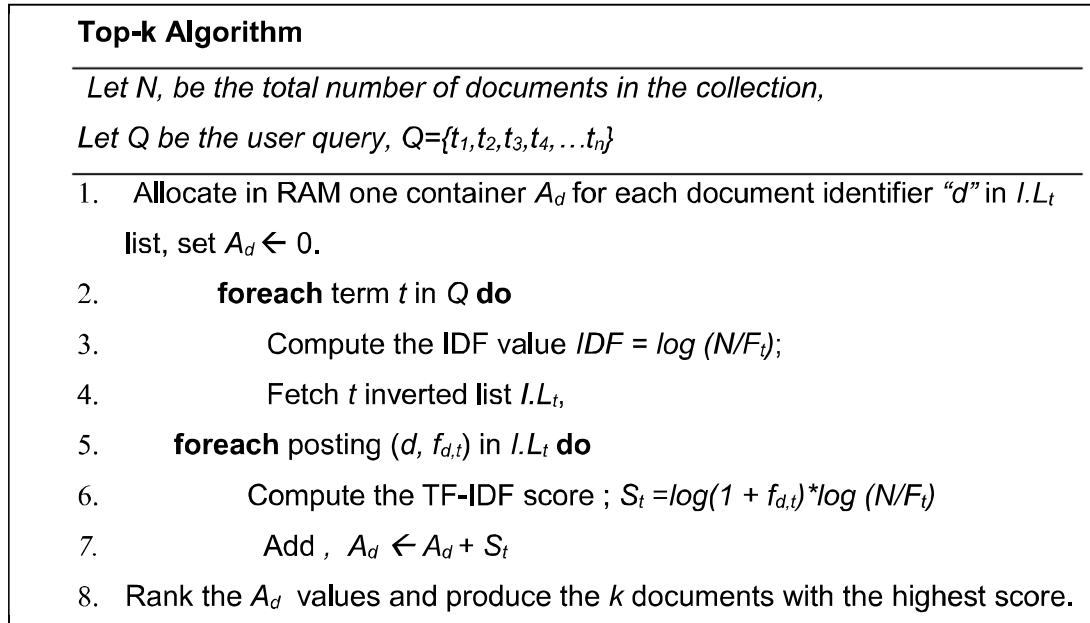 Top-k Algorithm
Let N, be the total number of documents in the collection,
Let Q be the user query, Q={t1,t2,t3,t4,…tn}
1. Allocate in RAM one container Ad for each document identifier “d” in I.Lt
list, set Ad ← 0.
2. foreach term t in Q do
3. Compute the IDF value IDF = log (N/Ft);
4. Fetch t inverted list I.Lt,
5. foreach posting (d, fd,t) in I.Lt do
6. Compute the TF-IDF score ; St =log(1 + fd,t)*log (N/Ft)
7. Add , Ad ← Ad + St
8. Rank the Ad values and produce the k documents with the highest score.